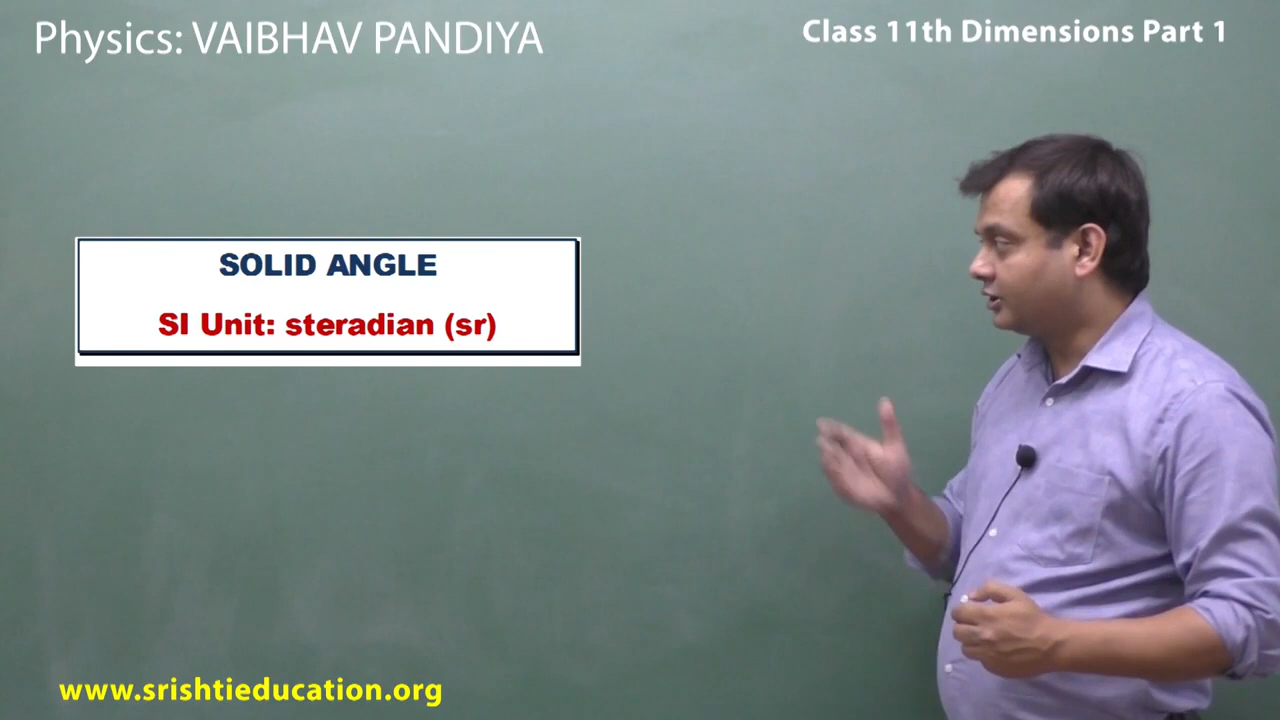 Physics: VAIBHAV PANDIYA
Class 11th Dimensions Part 1
SOLID ANGLE
SI Unit: steradian (sr)
www.srishtieducation.org